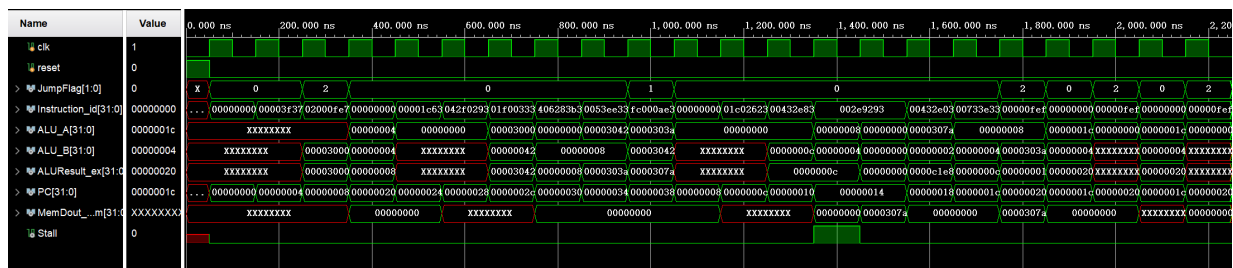 Name Value 0.000 ns 200.000 ns 400.000 ns 600.000 ns 800.000 ns 1,000.000 ns 1,200.000 ns 1,400.000 ns 1,600.000 ns 1,800.000 ns 2,000.000 ns 2,20
clk 1
reset 0
> JumpFlag[1:0] 0 X 0 2 0 1 0 2 0 2 0 2
> Instruction_id[31:0] 00000000 ... 00000000 00003f37 02000fe7 00000000 00001c63 042f0293 01f00333 406283b3 0053ee33 fc000ae3 00000000 01c02623 00432e83 002e9293 00432e03 00733e33 00000fef 00000000 00000fef 00000000 00000fef
> ALU_A[31:0] 0000001c XXXXXXXX 00000004 00000000 00003000 00000000 00003042 0000303a 00000000 00000008 00000000 0000307a 00000008 0000001c 00000000 0000001c 00000000
> ALU_B[31:0] 00000004 XXXXXXXX 00003000 00000004 XXXXXXXX 00000042 00000008 00003042 XXXXXXXX 0000000c 00000004 00000000 00000002 00000004 0000303a 00000004 XXXXXXXX 00000004 XXXXXXXX
> ALUResult_ex[31:0 00000020 XXXXXXXX 00003000 00000008 XXXXXXXX 00003042 00000008 0000303a 0000307a XXXXXXXX 0000000c 00000000 0000c1e8 0000000c 00000001 00000020 XXXXXXXX 00000020 XXXXXXXX
> PC[31:0] 0000001c ... 00000000 00000004 00000008 00000020 00000024 00000028 0000002c 00000030 00000034 00000038 00000008 0000000c 00000010 00000014 00000018 0000001c 00000020 0000001c 00000020 0000001c
> MemDout_...m[31:0 XXXXXXXX XXXXXXXX 00000000 XXXXXXXX 00000000 XXXXXXXX 00000000 0000307a 00000000 0000307a 00000000 XXXXXXXX 00000000
Stall 0